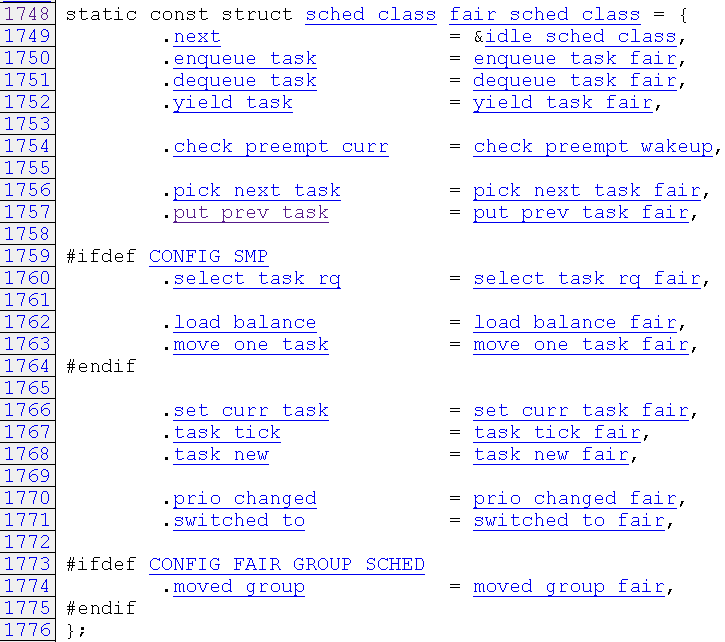 1748 static const struct sched_class fair_sched_class = {
1749         .next                   = &idle_sched_class,
1750         .enqueue_task           = enqueue_task_fair,
1751         .dequeue_task           = dequeue_task_fair,
1752         .yield_task             = yield_task_fair,
1753
1754         .check_preempt_curr     = check_preempt_wakeup,
1755
1756         .pick_next_task         = pick_next_task_fair,
1757         .put_prev_task          = put_prev_task_fair,
1758
1759 #ifdef CONFIG_SMP
1760         .select_task_rq         = select_task_rq_fair,
1761
1762         .load_balance           = load_balance_fair,
1763         .move_one_task          = move_one_task_fair,
1764 #endif
1765
1766         .set_curr_task          = set_curr_task_fair,
1767         .task_tick              = task_tick_fair,
1768         .task_new               = task_new_fair,
1769
1770         .prio_changed           = prio_changed_fair,
1771         .switched_to            = switched_to_fair,
1772
1773 #ifdef CONFIG_FAIR_GROUP_SCHED
1774         .moved_group            = moved_group_fair,
1775 #endif
1776 };